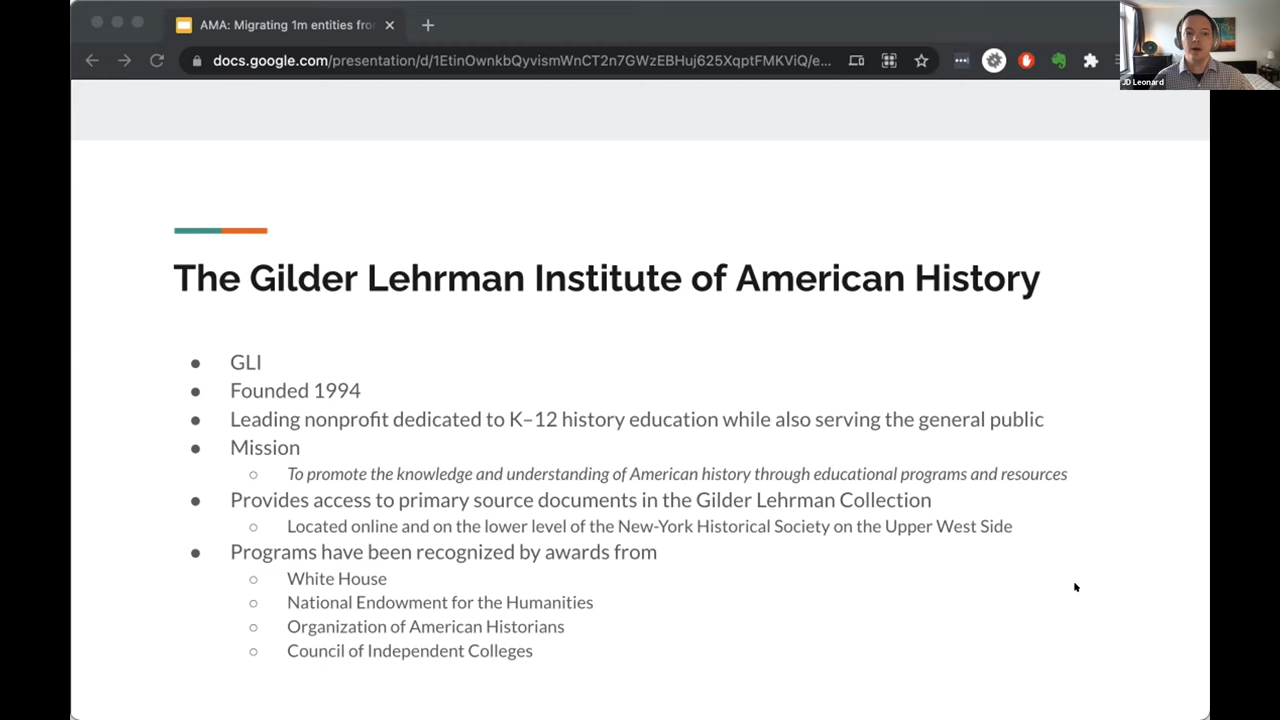 AMA: Migrating 1m entities fro
docs.google.com/presentation/d/1EtinOwnkbQyvismWnCT2n7GWzEBHuj625XqptFMKViQ/e...
JD Leonard
The Gilder Lehrman Institute of American History
● GLI
● Founded 1994
● Leading nonprofit dedicated to K–12 history education while also serving the general public
● Mission
○ To promote the knowledge and understanding of American history through educational programs and resources
● Provides access to primary source documents in the Gilder Lehrman Collection
○ Located online and on the lower level of the New-York Historical Society on the Upper West Side
● Programs have been recognized by awards from
○ White House
○ National Endowment for the Humanities
○ Organization of American Historians
○ Council of Independent Colleges